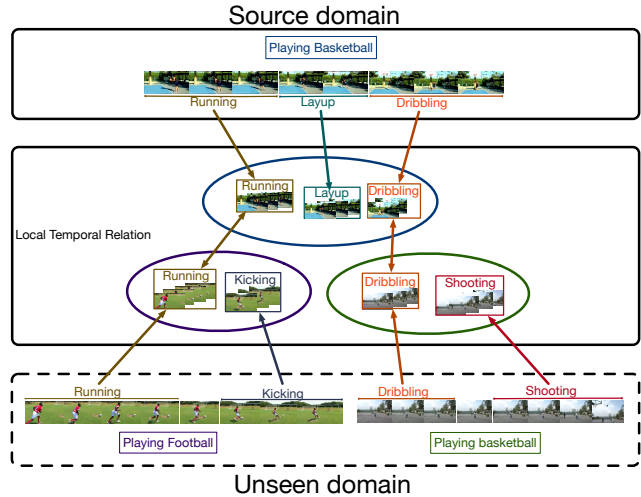 Source domain
Playing Basketball
Running
Layup
Dribbling
Running
Layup
Dribbling
Local Temporal Relation
Running
Kicking
Dribbling
Shooting
Running
Kicking
Dribbling
Shooting
Playing Football
Playing basketball
Unseen domain